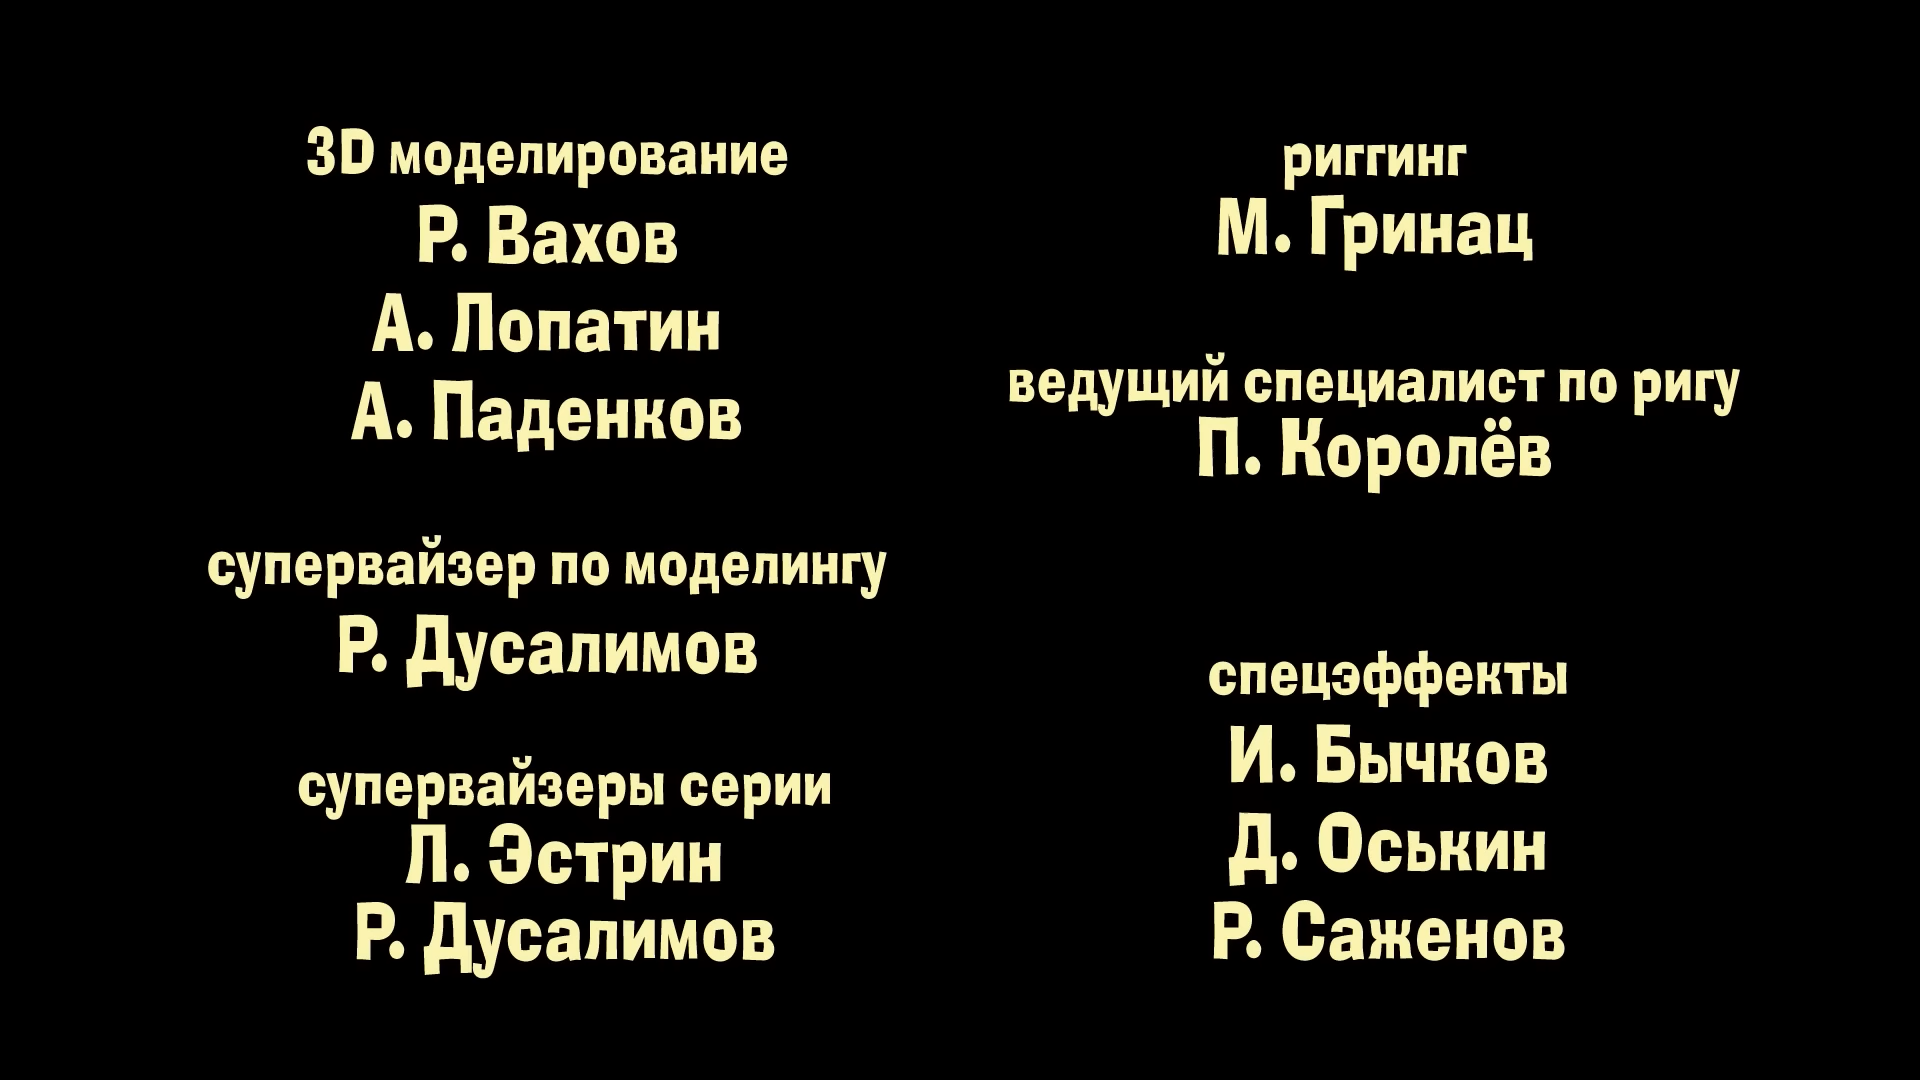 3D моделирование
Р. Вахов
А. Лопатин
А. Паденков
супервайзер по моделингу
Р. Дусалимов
супервайзеры серии
Л. Эстрин
Р. Дусалимов
риггинг
М. Гринац
ведущий специалист по ригу
П. Королёв
спецэффекты
И. Бычков
Д. Оськин
Р. Саженов